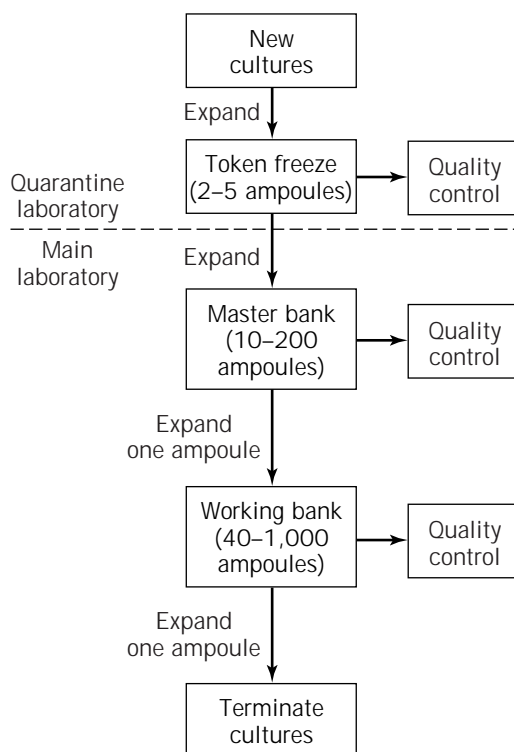 New
cultures
Expand
Token freeze
(2–5 ampoules)
Quality
control
Quarantine
laboratory
Main
laboratory
Expand
Master bank
(10–200
ampoules)
Quality
control
Expand
one ampoule
Working bank
(40–1,000
ampoules)
Quality
control
Expand
one ampoule
Terminate
cultures